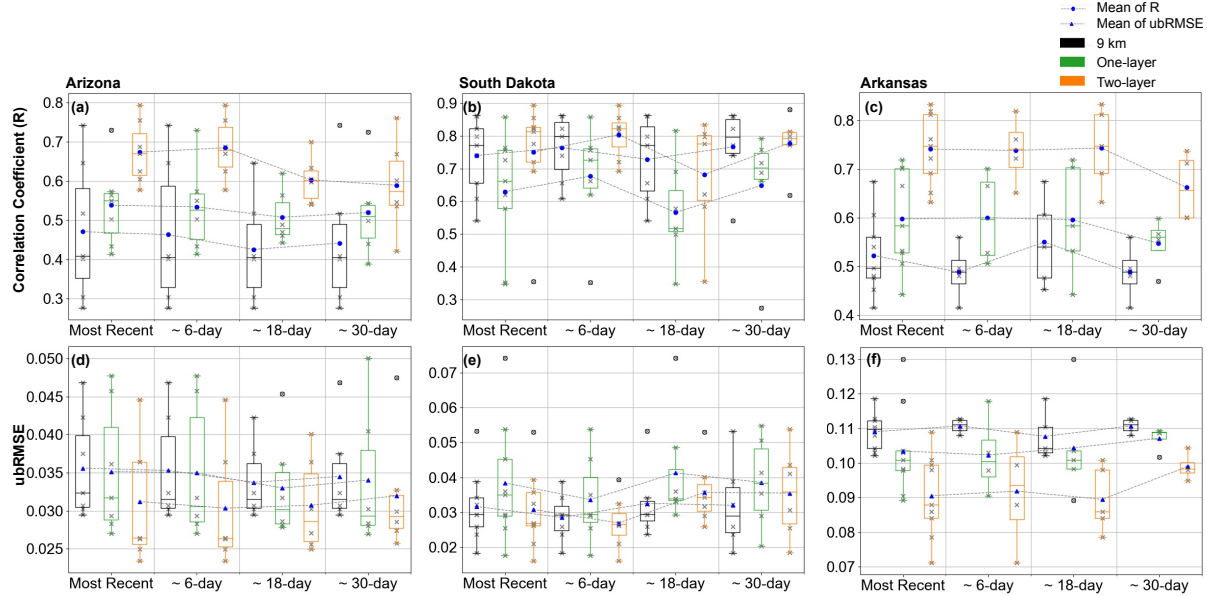 Mean of R
Mean of ubRMSE
9 km
One-layer
Two-layer
Arizona
South Dakota
Arkansas
Correlation Coefficient (R)
(a)
0.8
0.7
0.6
0.5
0.4
0.3
Most Recent
~ 6-day
~ 18-day
~ 30-day
(b)
0.9
0.8
0.7
0.6
0.5
0.4
0.3
Most Recent
~ 6-day
~ 18-day
~ 30-day
(c)
0.8
0.7
0.6
0.5
0.4
Most Recent
~ 6-day
~ 18-day
~ 30-day
ubRMSE
(d)
0.050
0.045
0.040
0.035
0.030
0.025
Most Recent
~ 6-day
~ 18-day
~ 30-day
(e)
0.07
0.06
0.05
0.04
0.03
0.02
Most Recent
~ 6-day
~ 18-day
~ 30-day
(f)
0.13
0.12
0.11
0.10
0.09
0.08
0.07
Most Recent
~ 6-day
~ 18-day
~ 30-day